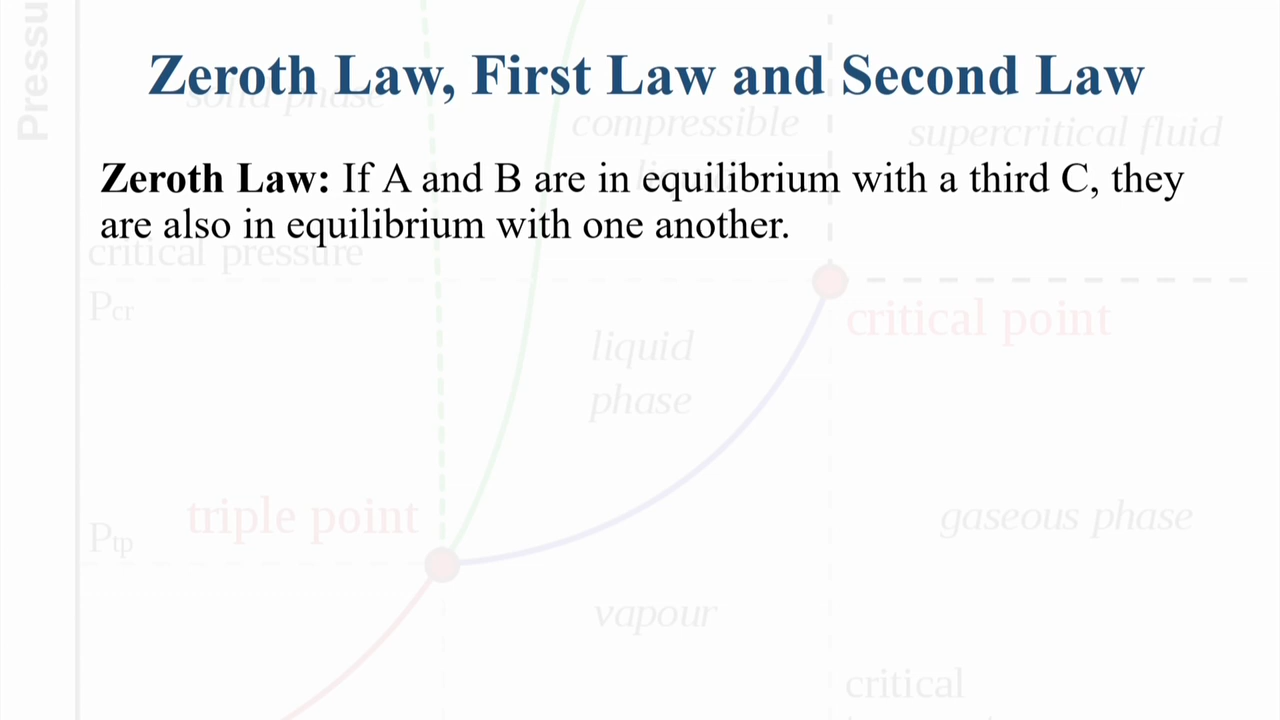 Zeroth Law, First Law and Second Law
solid phase
compressible
supercritical fluid
Zeroth Law: If A and B are in equilibrium with a third C, they
are also in equilibrium with one another.
critical pressure
Pcr
critical point
liquid
phase
triple point
gaseous phase
Ptp
vapour
critical